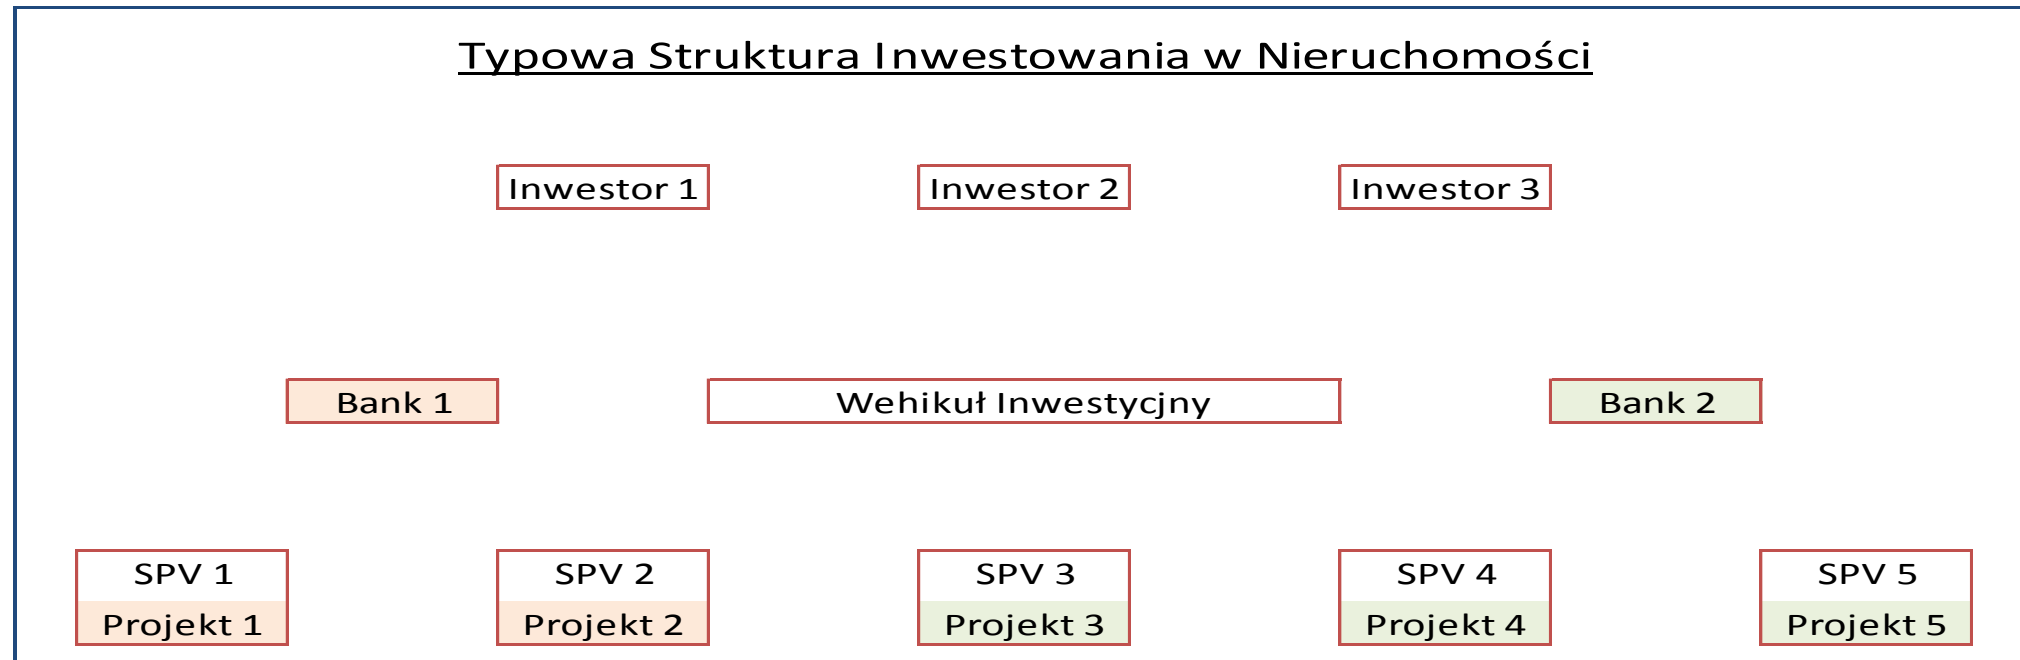 Typowa Struktura Inwestowania w Nieruchomości
Inwestor 1 Inwestor 2 Inwestor 3
Bank 1 Wehikuł Inwestycjny Bank 2
SPV 1 SPV 2 SPV 3 SPV 4 SPV 5
Projekt 1 Projekt 2 Projekt 3 Projekt 4 Projekt 5